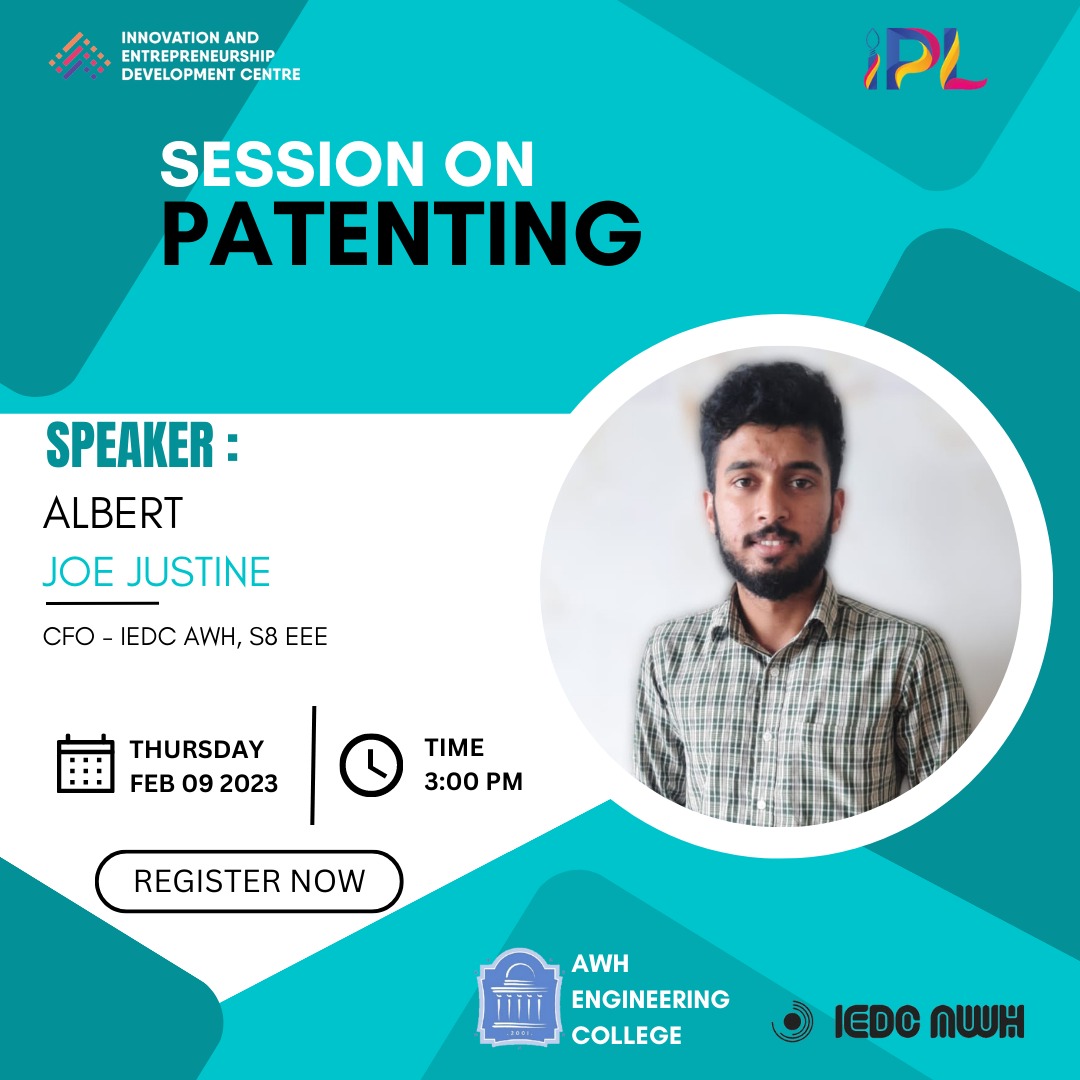 INNOVATION AND
ENTREPRENEURSHIP
DEVELOPMENT CENTRE
iPL
SESSION ON
PATENTING
SPEAKER :
ALBERT
JOE JUSTINE
CFO - IEDC AWH, S8 EEE
THURSDAY
FEB 09 2023
TIME
3:00 PM
REGISTER NOW
AWH
ENGINEERING
COLLEGE
.2001.
IEDC AWH